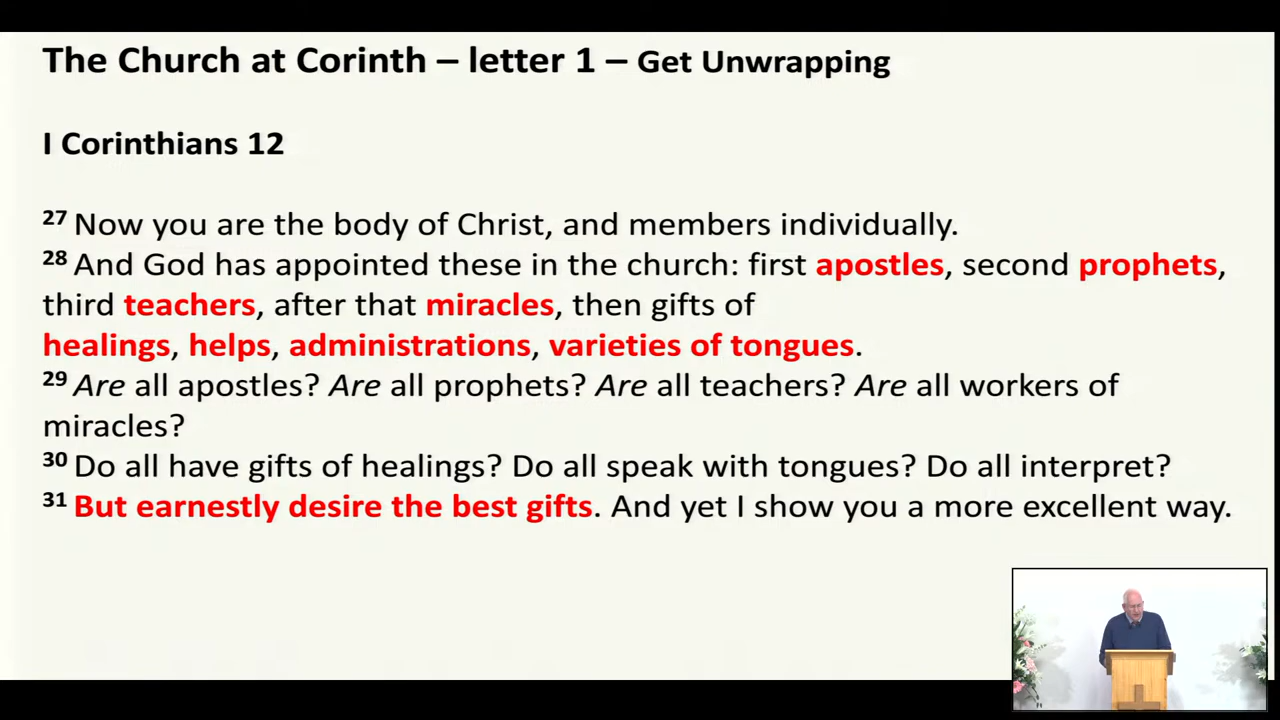 The Church at Corinth – letter 1 – Get Unwrapping
I Corinthians 12
27 Now you are the body of Christ, and members individually.
28 And God has appointed these in the church: first apostles, second prophets,
third teachers, after that miracles, then gifts of
healings, helps, administrations, varieties of tongues.
29 Are all apostles? Are all prophets? Are all teachers? Are all workers of
miracles?
30 Do all have gifts of healings? Do all speak with tongues? Do all interpret?
31 But earnestly desire the best gifts. And yet I show you a more excellent way.